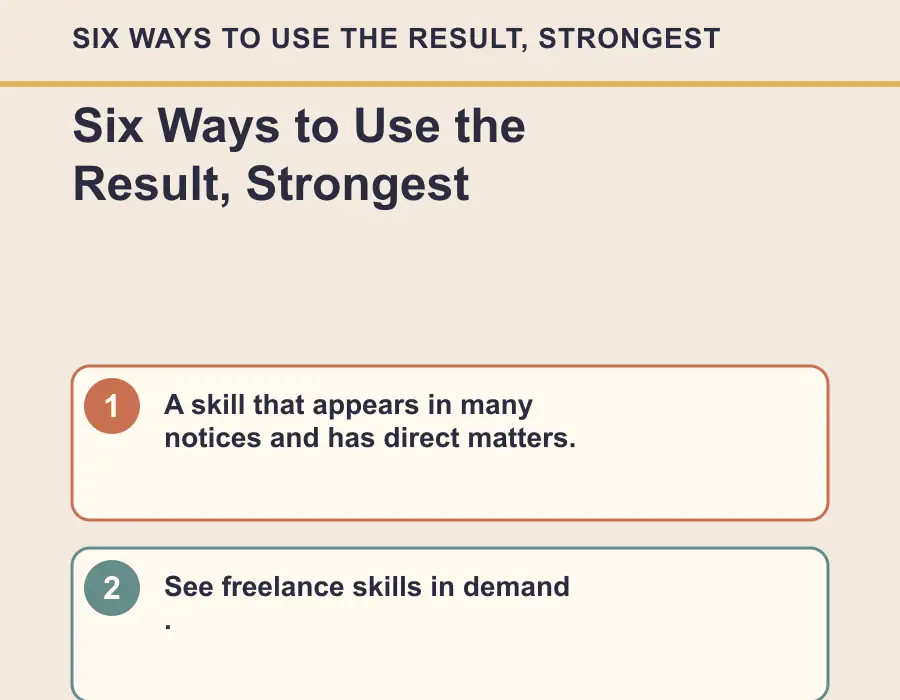 SIX WAYS TO USE THE RESULT, STRONGEST
Six Ways to Use the
Result, Strongest
1
A skill that appears in many
notices and has direct matters.
2
See freelance skills in demand
.